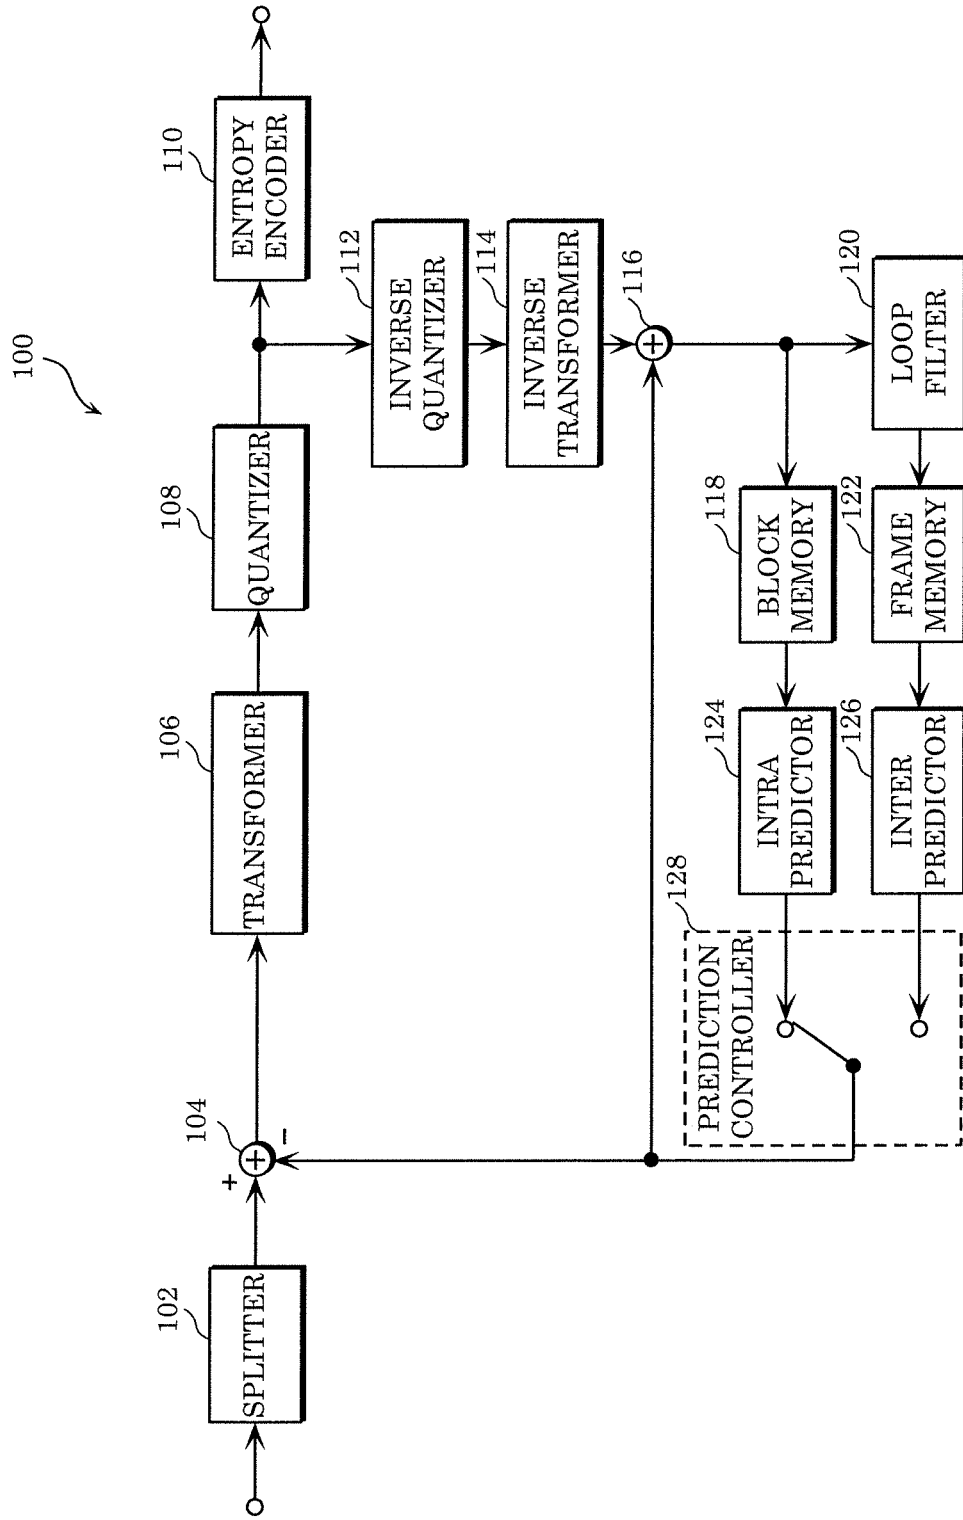 100
102
SPLITTER
104
+
−
106
TRANSFORMER
108
QUANTIZER
110
ENTROPY
ENCODER
112
INVERSE
QUANTIZER
114
INVERSE
TRANSFORMER
116
118
BLOCK
MEMORY
120
LOOP
FILTER
122
FRAME
MEMORY
124
INTRA
PREDICTOR
126
INTER
PREDICTOR
128
PREDICTION
CONTROLLER